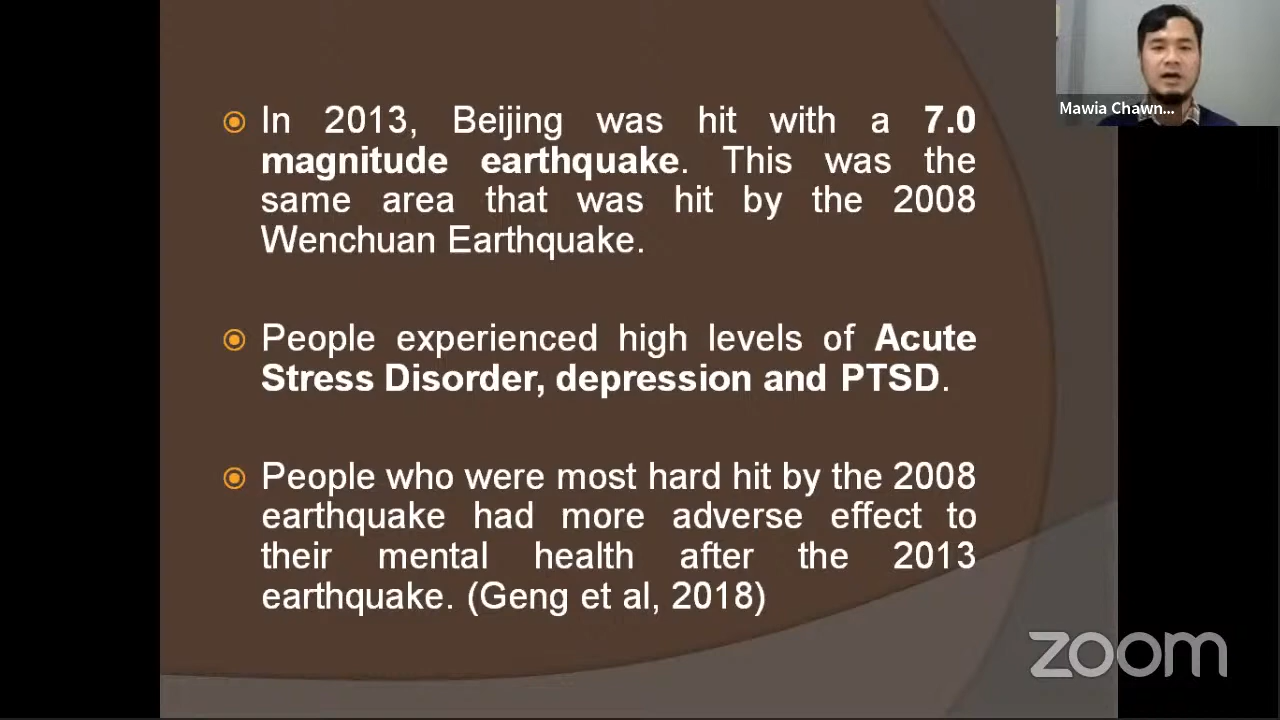 In 2013, Beijing was hit with a 7.0
magnitude earthquake. This was the
same area that was hit by the 2008
Wenchuan Earthquake.
People experienced high levels of Acute
Stress Disorder, depression and PTSD.
People who were most hard hit by the 2008
earthquake had more adverse effect to
their mental health after the 2013
earthquake. (Geng et al, 2018)
Mawia Chawn...
zoom